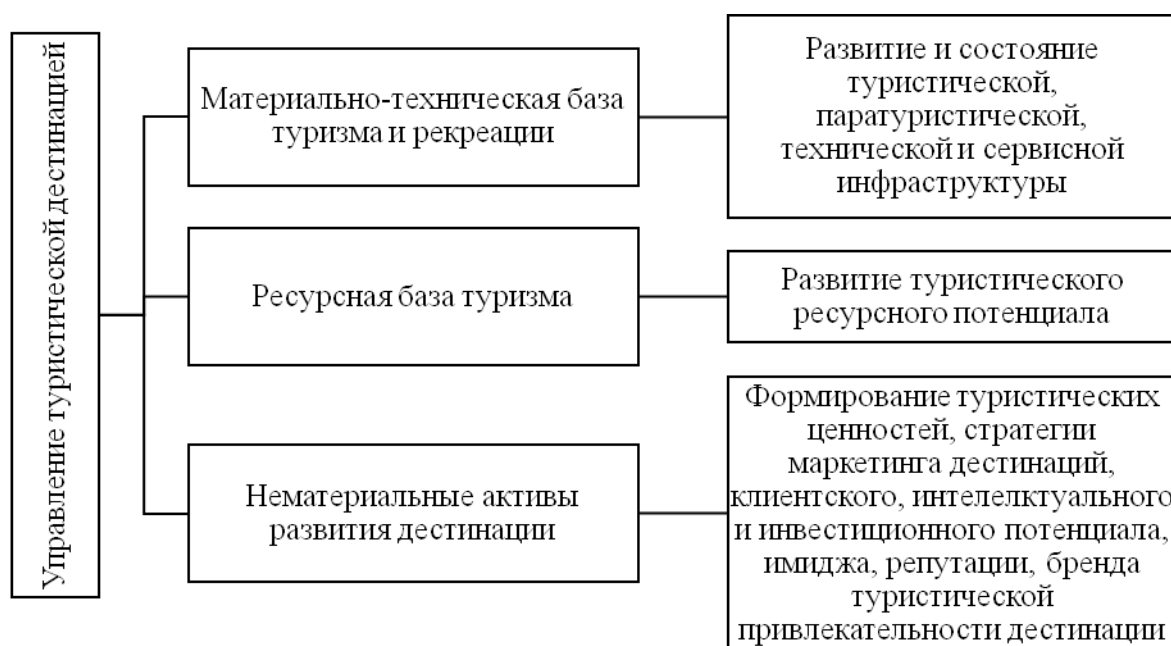 Управление туристической дестинацией
Материально-техническая база
туризма и рекреации
Развитие и состояние
туристической,
паратуристической,
технической и сервисной
инфраструктуры
Ресурсная база туризма
Развитие туристического
ресурсного потенциала
Нематериальные активы
развития дестинации
Формирование туристических
ценностей, стратегии
маркетинга дестинаций,
клиентского, интелелктуального
и инвестиционного потенциала,
имиджа, репутации, бренда
туристической
привлекательности дестинации